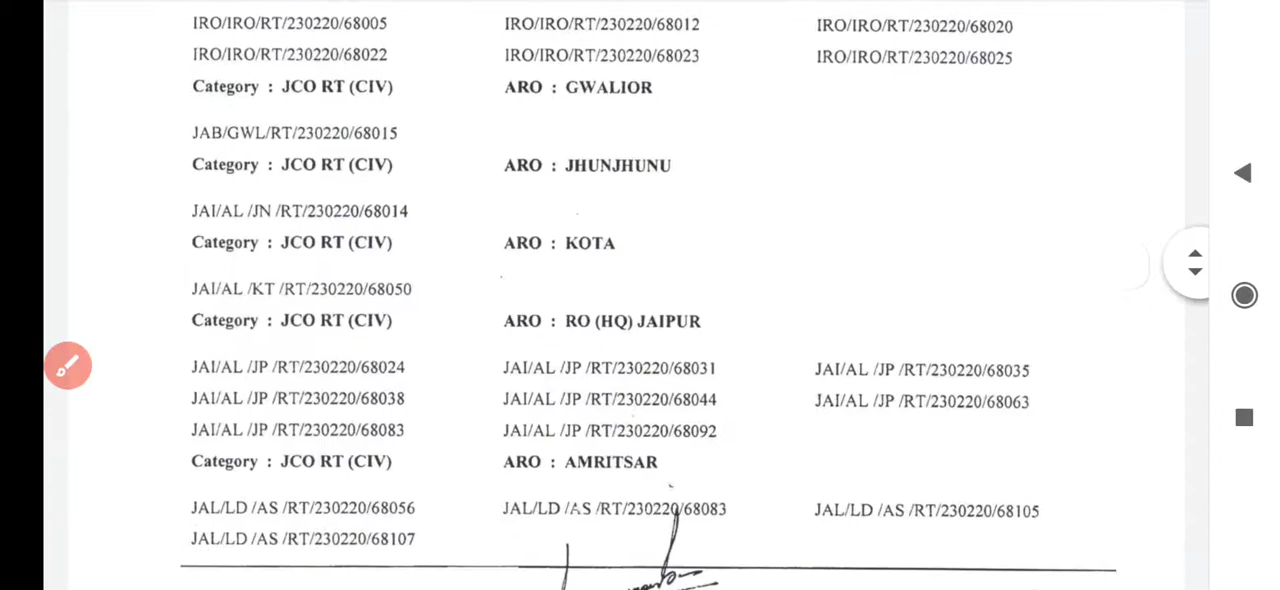 IRO/IRO/RT/230220/68005 IRO/IRO/RT/230220/68012 IRO/IRO/RT/230220/68020
IRO/IRO/RT/230220/68022 IRO/IRO/RT/230220/68023 IRO/IRO/RT/230220/68025
Category : JCO RT (CIV) ARO : GWALIOR
JAB/GWL/RT/230220/68015
Category : JCO RT (CIV) ARO : JHUNJHUNU
JAI/AL /JN /RT/230220/68014
Category : JCO RT (CIV) ARO : KOTA
JAI/AL /KT /RT/230220/68050
Category : JCO RT (CIV) ARO : RO (HQ) JAIPUR
JAI/AL /JP /RT/230220/68024 JAI/AL /JP /RT/230220/68031 JAI/AL /JP /RT/230220/68035
JAI/AL /JP /RT/230220/68038 JAI/AL /JP /RT/230220/68044 JAI/AL /JP /RT/230220/68063
JAI/AL /JP /RT/230220/68083 JAI/AL /JP /RT/230220/68092
Category : JCO RT (CIV) ARO : AMRITSAR
JAL/LD /AS /RT/230220/68056 JAL/LD /AS /RT/230220/68083 JAL/LD /AS /RT/230220/68105
JAL/LD /AS /RT/230220/68107